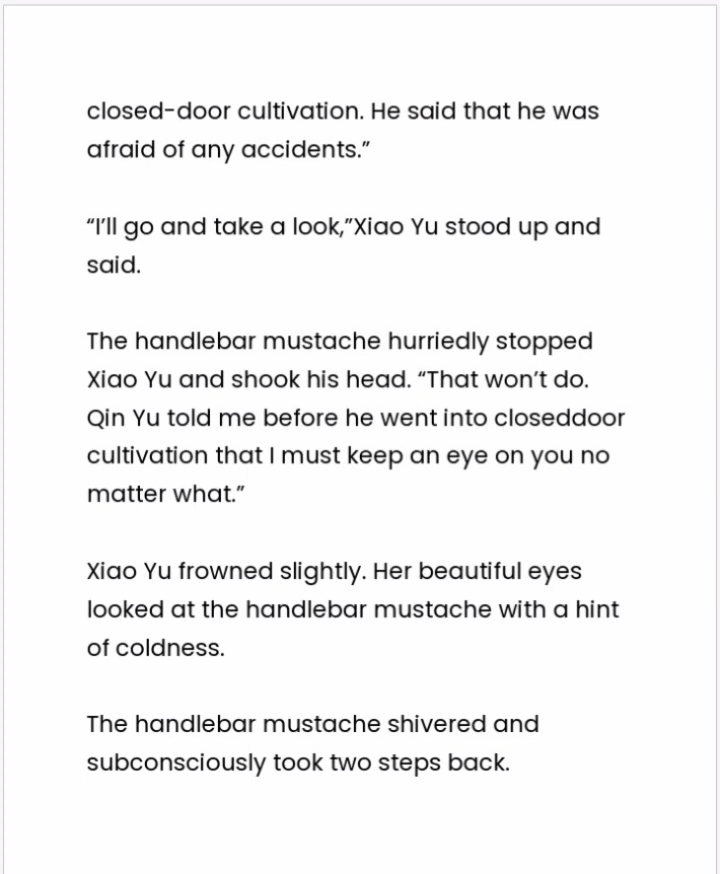 closed-door cultivation. He said that he was
afraid of any accidents.”
“I’ll go and take a look,”Xiao Yu stood up and
said.
The handlebar mustache hurriedly stopped
Xiao Yu and shook his head. “That won’t do.
Qin Yu told me before he went into closeddoor
cultivation that I must keep an eye on you no
matter what.”
Xiao Yu frowned slightly. Her beautiful eyes
looked at the handlebar mustache with a hint
of coldness.
The handlebar mustache shivered and
subconsciously took two steps back.